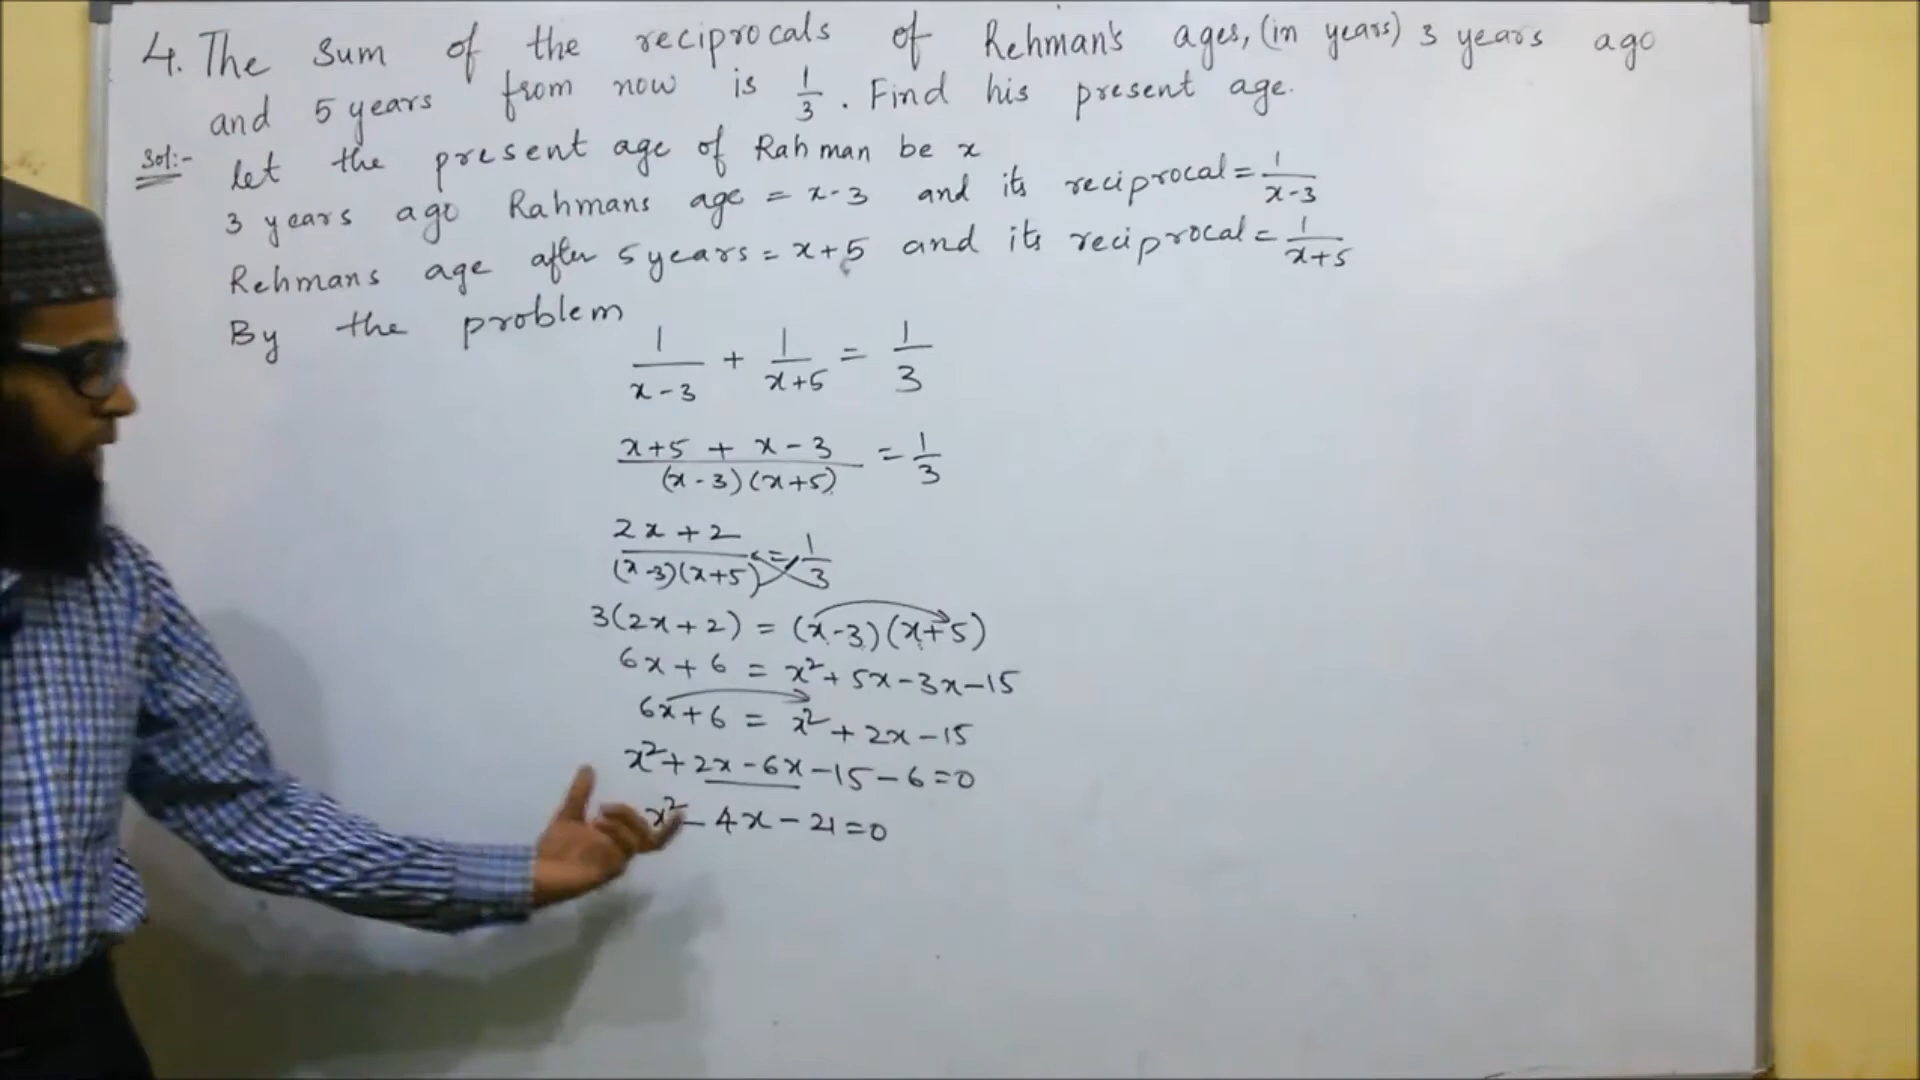 4. The sum of the reciprocals of Rehman's ages, (in years) 3 years ago
and 5 years from now is 1/3. Find his present age.
Sol:- let the present age of Rahman be x
3 years ago Rahmans age = x-3 and its reciprocal = 1/(x-3)
Rehmans age after 5 years = x+5 and its reciprocal = 1/(x+5)
By the problem
1/(x-3) + 1/(x+5) = 1/3
(x+5 + x-3)/((x-3)(x+5)) = 1/3
(2x+2)/((x-3)(x+5)) = 1/3
3(2x+2) = (x-3)(x+5)
6x+6 = x²+5x-3x-15
6x+6 = x²+2x-15
x²+2x-6x-15-6=0
x²-4x-21=0